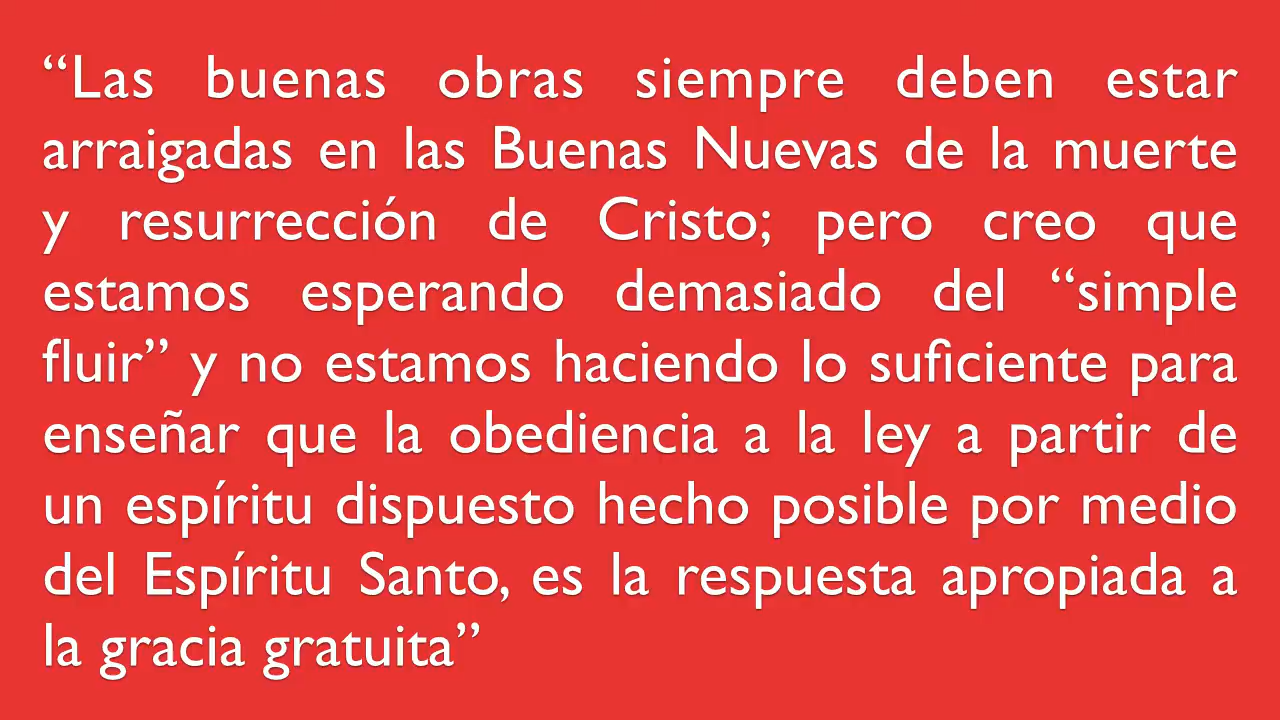 “Las buenas obras siempre deben estar
arraigadas en las Buenas Nuevas de la muerte
y resurrección de Cristo; pero creo que
estamos esperando demasiado del “simple
fluir” y no estamos haciendo lo suficiente para
enseñar que la obediencia a la ley a partir de
un espíritu dispuesto hecho posible por medio
del Espíritu Santo, es la respuesta apropiada a
la gracia gratuita”